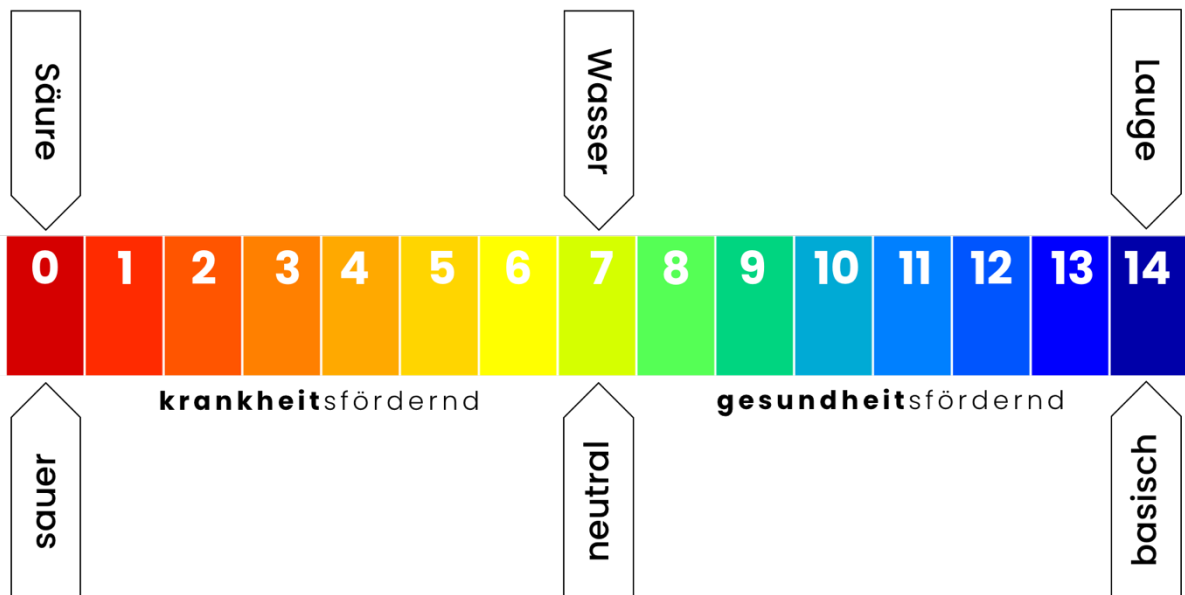 Säure
Wasser
Lauge
0 1 2 3 4 5 6 7 8 9 10 11 12 13 14
krankheitsfördernd
gesundheitsfördernd
sauer
neutral
basisch